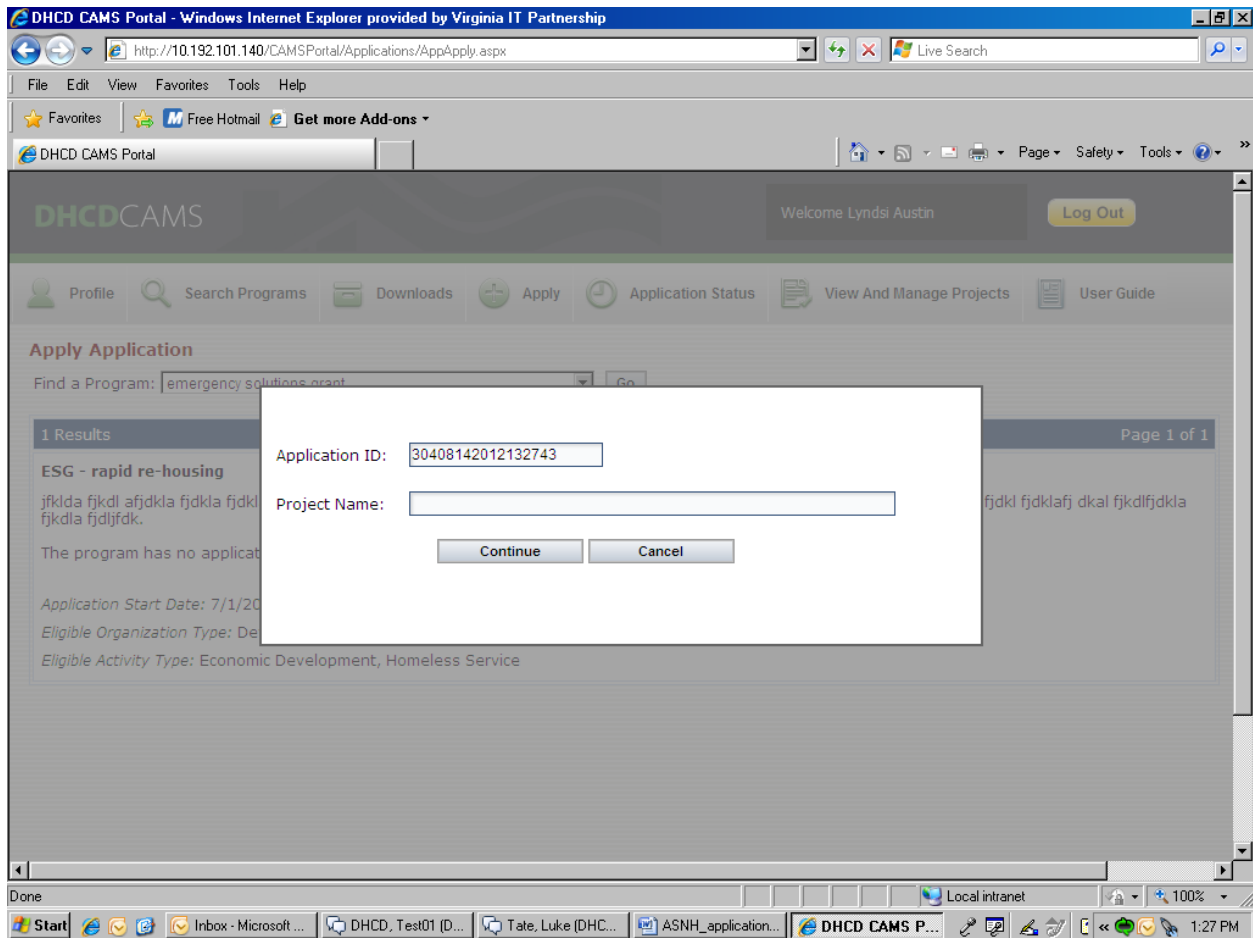 DHCD CAMS Portal - Windows Internet Explorer provided by Virginia IT Partnership
http://10.192.101.140/CAMSPortal/Applications/AppApply.aspx
Live Search
File Edit View Favorites Tools Help
Favorites Free Hotmail Get more Add-ons
DHCD CAMS Portal
Page Safety Tools »
DHCDCAMS
Welcome Lyndsi Austin
Log Out
Profile Search Programs Downloads Apply Application Status View And Manage Projects User Guide
Apply Application
Find a Program: emergency solutions grant Go
1 Results Page 1 of 1
ESG - rapid re-housing
jfklda fjkdl afjdkla fjdkla fjdkl fjdkl fjdklafj dkal fjkdlfjdkla
fjkdla fjdljfdk.
The program has no applicat
Application Start Date: 7/1/20
Eligible Organization Type: De
Eligible Activity Type: Economic Development, Homeless Service
Application ID: 30408142012132743
Project Name:
Continue Cancel
Done Local intranet 100%
Start Inbox - Microsoft ... DHCD, Test01 (D... Tate, Luke (DHC... ASNH_application... DHCD CAMS P... « 1:27 PM